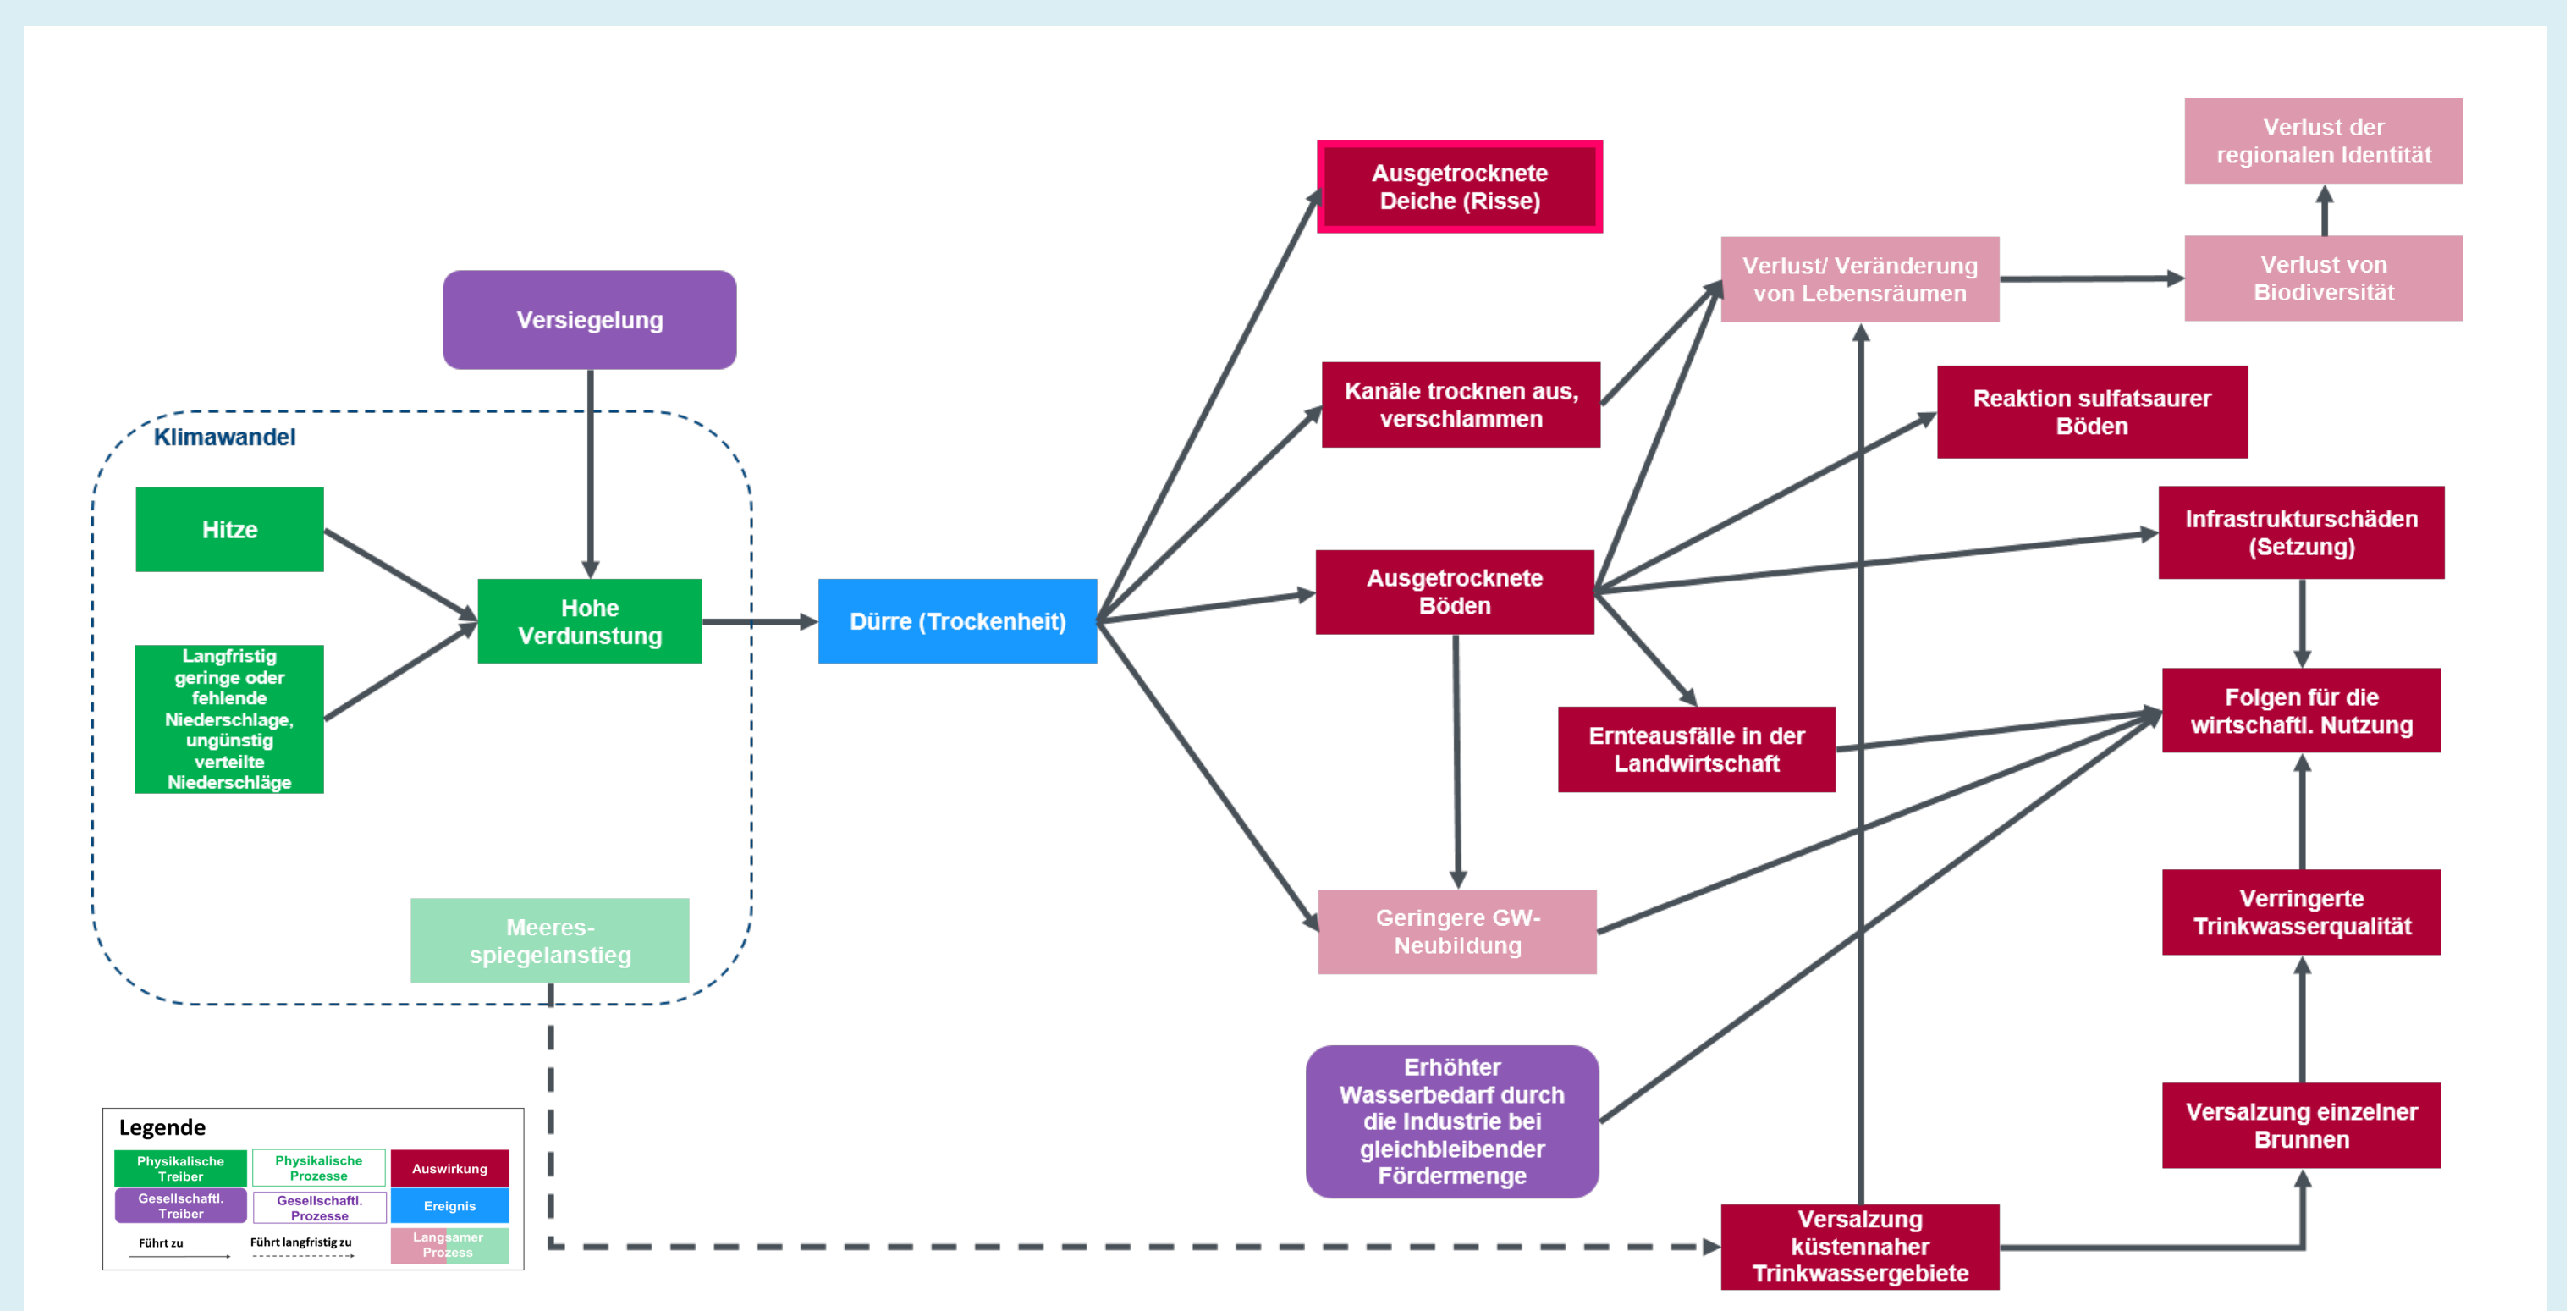 Verlust der
regionalen Identität
Ausgetrocknete
Deiche (Risse)
Verlust/ Veränderung
von Lebensräumen
Verlust von
Biodiversität
Versiegelung
Kanäle trocknen aus,
verschlammen
Reaktion sulfatsaurer
Böden
Klimawandel
Hitze
Infrastrukturschäden
(Setzung)
Hohe
Verdunstung
Dürre (Trockenheit)
Ausgetrocknete
Böden
Langfristig
geringe oder
fehlende
Niederschlage,
ungünstig
verteilte
Niederschläge
Ernteausfälle in der
Landwirtschaft
Folgen für die
wirtschaftl. Nutzung
Meeres-
spiegelanstieg
Geringere GW-
Neubildung
Verringerte
Trinkwasserqualität
Erhöhter
Wasserbedarf durch
die Industrie bei
gleichbleibender
Fördermenge
Versalzung einzelner
Brunnen
Versalzung
küstennaher
Trinkwassergebiete
Legende
Physikalische
Treiber
Physikalische
Prozesse
Auswirkung
Gesellschaftl.
Treiber
Gesellschaftl.
Prozesse
Ereignis
Führt zu
Führt langfristig zu
Langsamer
Prozess